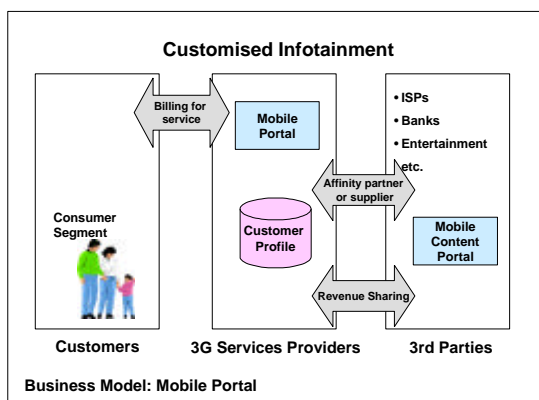 Customised Infotainment
Billing for
service
Mobile
Portal
• ISPs
• Banks
• Entertainment
etc.
Affinity partner
or supplier
Consumer
Segment
Customer
Profile
Mobile
Content
Portal
Revenue Sharing
Customers
3G Services Providers
3rd Parties
Business Model: Mobile Portal